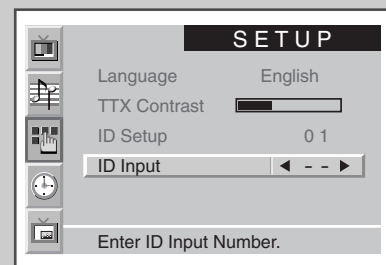 SETUP
Language English
TTX Contrast
ID Setup 0 1
ID Input ◀ - - ▶
Enter ID Input Number.